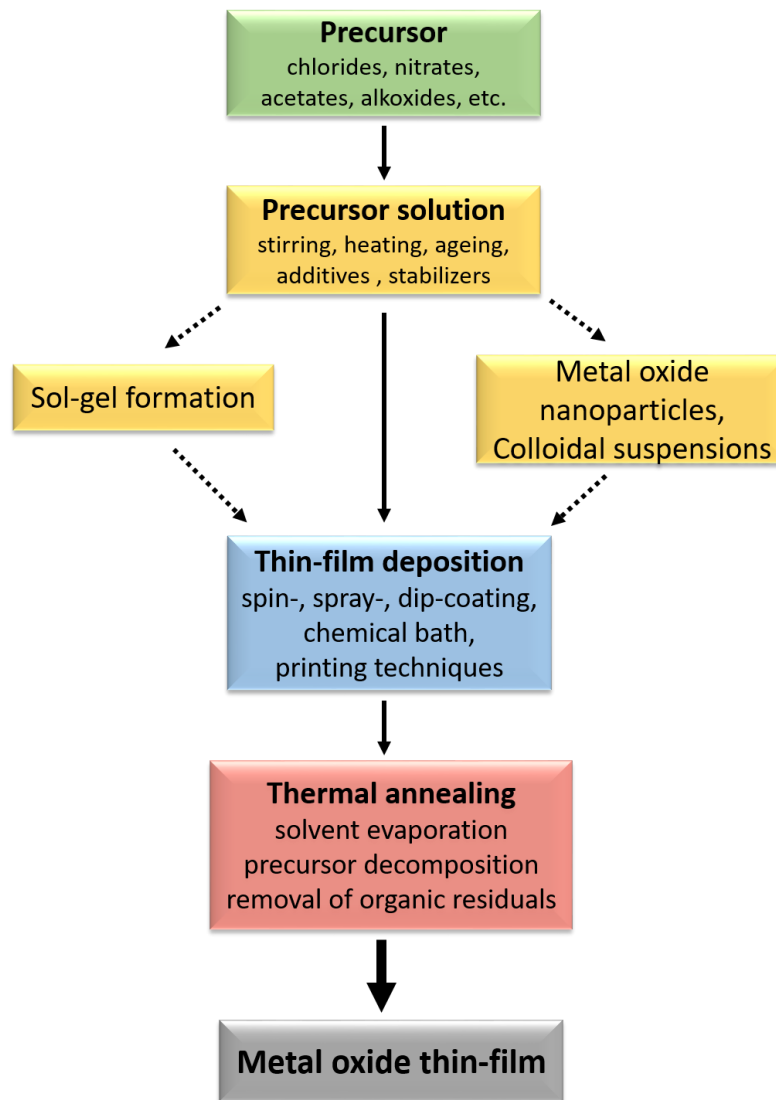 Precursor
chlorides, nitrates,
acetates, alkoxides, etc.
Precursor solution
stirring, heating, ageing,
additives , stabilizers
Sol-gel formation
Metal oxide
nanoparticles,
Colloidal suspensions
Thin-film deposition
spin-, spray-, dip-coating,
chemical bath,
printing techniques
Thermal annealing
solvent evaporation
precursor decomposition
removal of organic residuals
Metal oxide thin-film